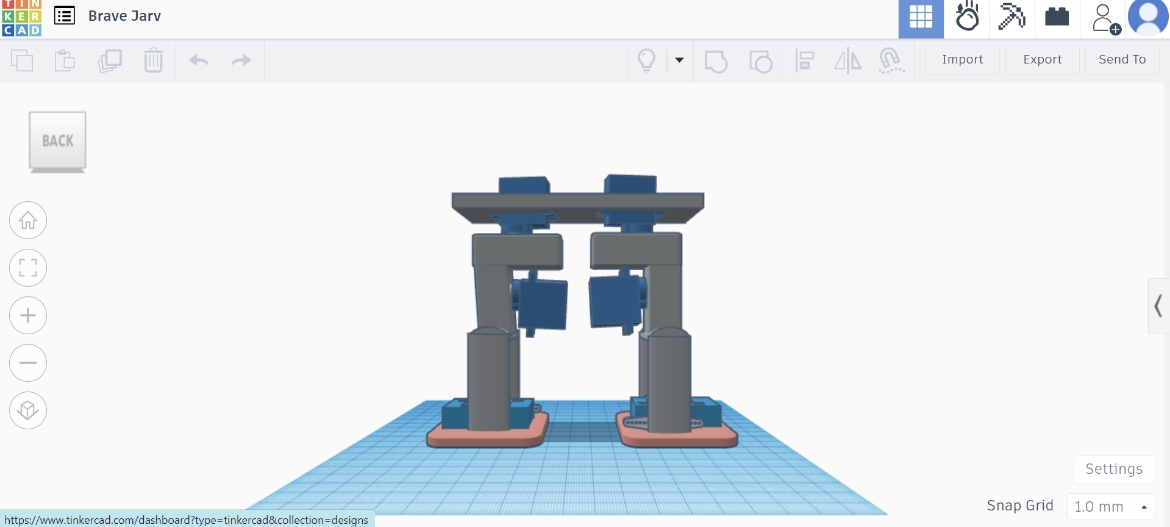 TIN
KER
CAD
Brave Jarv
Import
Export
Send To
BACK
Settings
Snap Grid
1.0 mm
https://www.tinkercad.com/dashboard?type=tinkercad&collection=designs